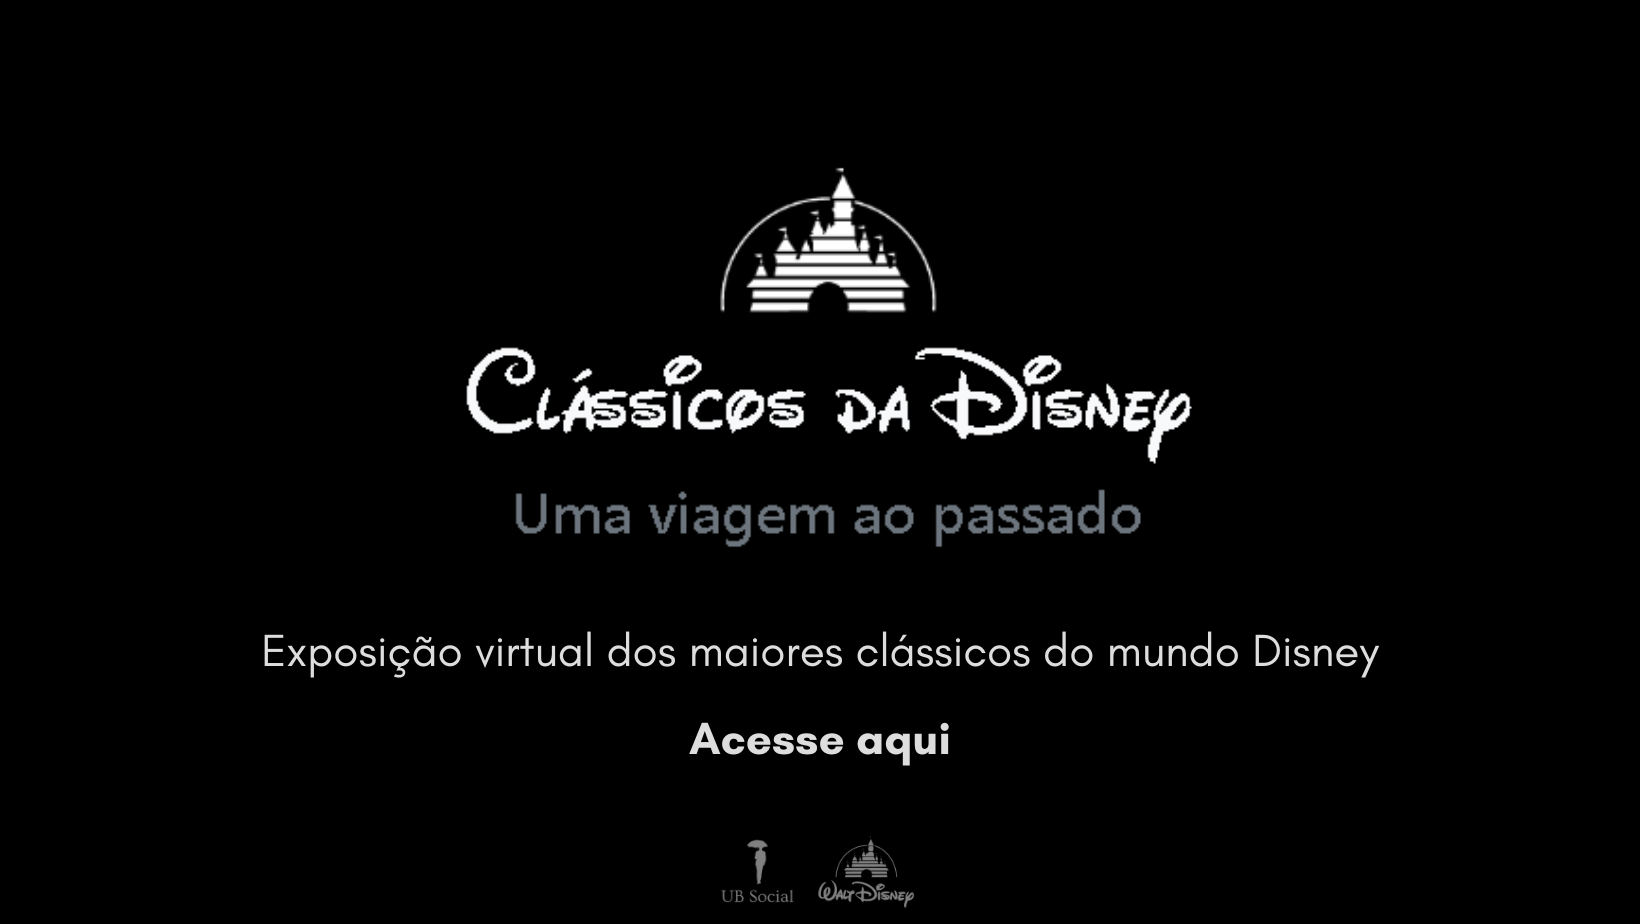 Clássicos da Disney
Uma viagem ao passado
Exposição virtual dos maiores clássicos do mundo Disney
Acesse aqui
UB Social
Walt Disney